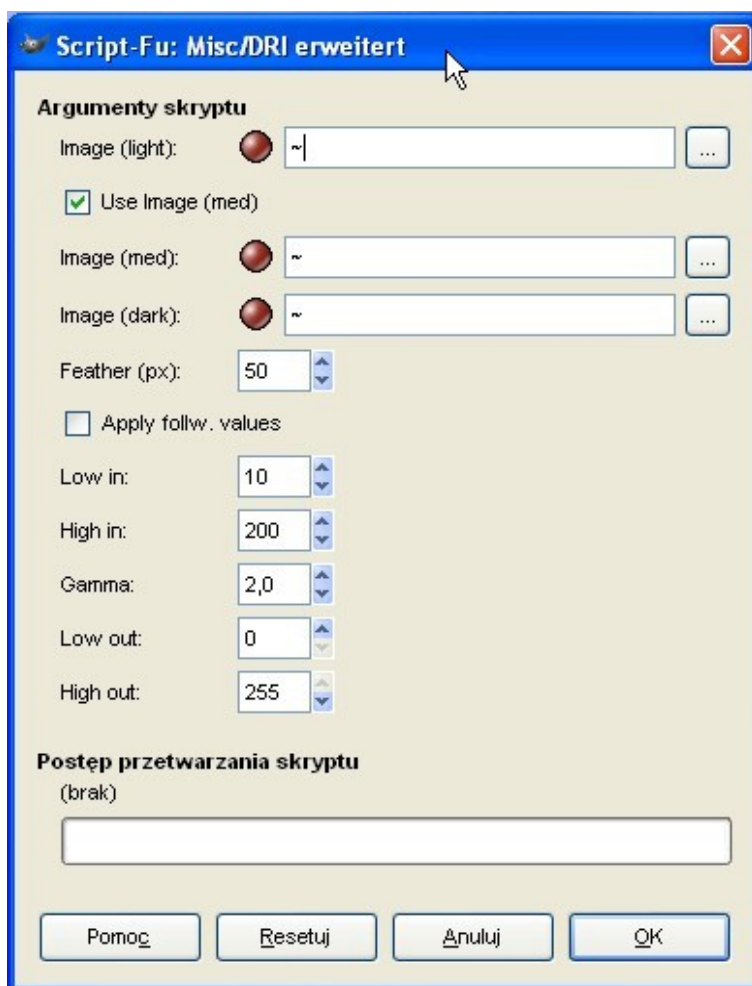 Script-Fu: Misc/DRI erweitert
Argumenty skryptu
Image (light): ~ ...
Use Image (med)
Image (med): ~ ...
Image (dark): ~ ...
Feather (px): 50
Apply follw. values
Low in: 10
High in: 200
Gamma: 2,0
Low out: 0
High out: 255
Postęp przetwarzania skryptu
(brak)
Pomoc Resetuj Anuluj OK